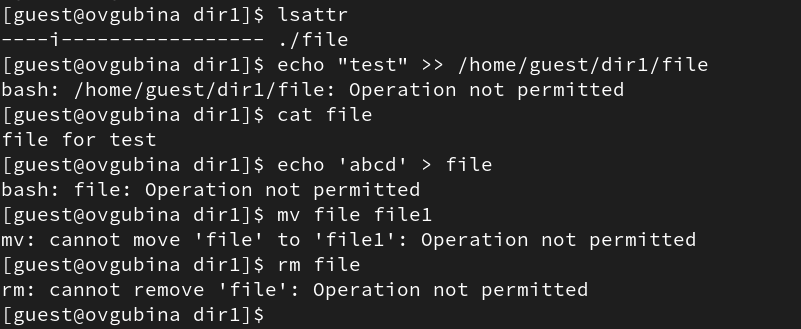 [guest@ovgubina dir1]$ lsattr
----i----------------- ./file
[guest@ovgubina dir1]$ echo "test" >> /home/guest/dir1/file
bash: /home/guest/dir1/file: Operation not permitted
[guest@ovgubina dir1]$ cat file
file for test
[guest@ovgubina dir1]$ echo 'abcd' > file
bash: file: Operation not permitted
[guest@ovgubina dir1]$ mv file file1
mv: cannot move 'file' to 'file1': Operation not permitted
[guest@ovgubina dir1]$ rm file
rm: cannot remove 'file': Operation not permitted
[guest@ovgubina dir1]$